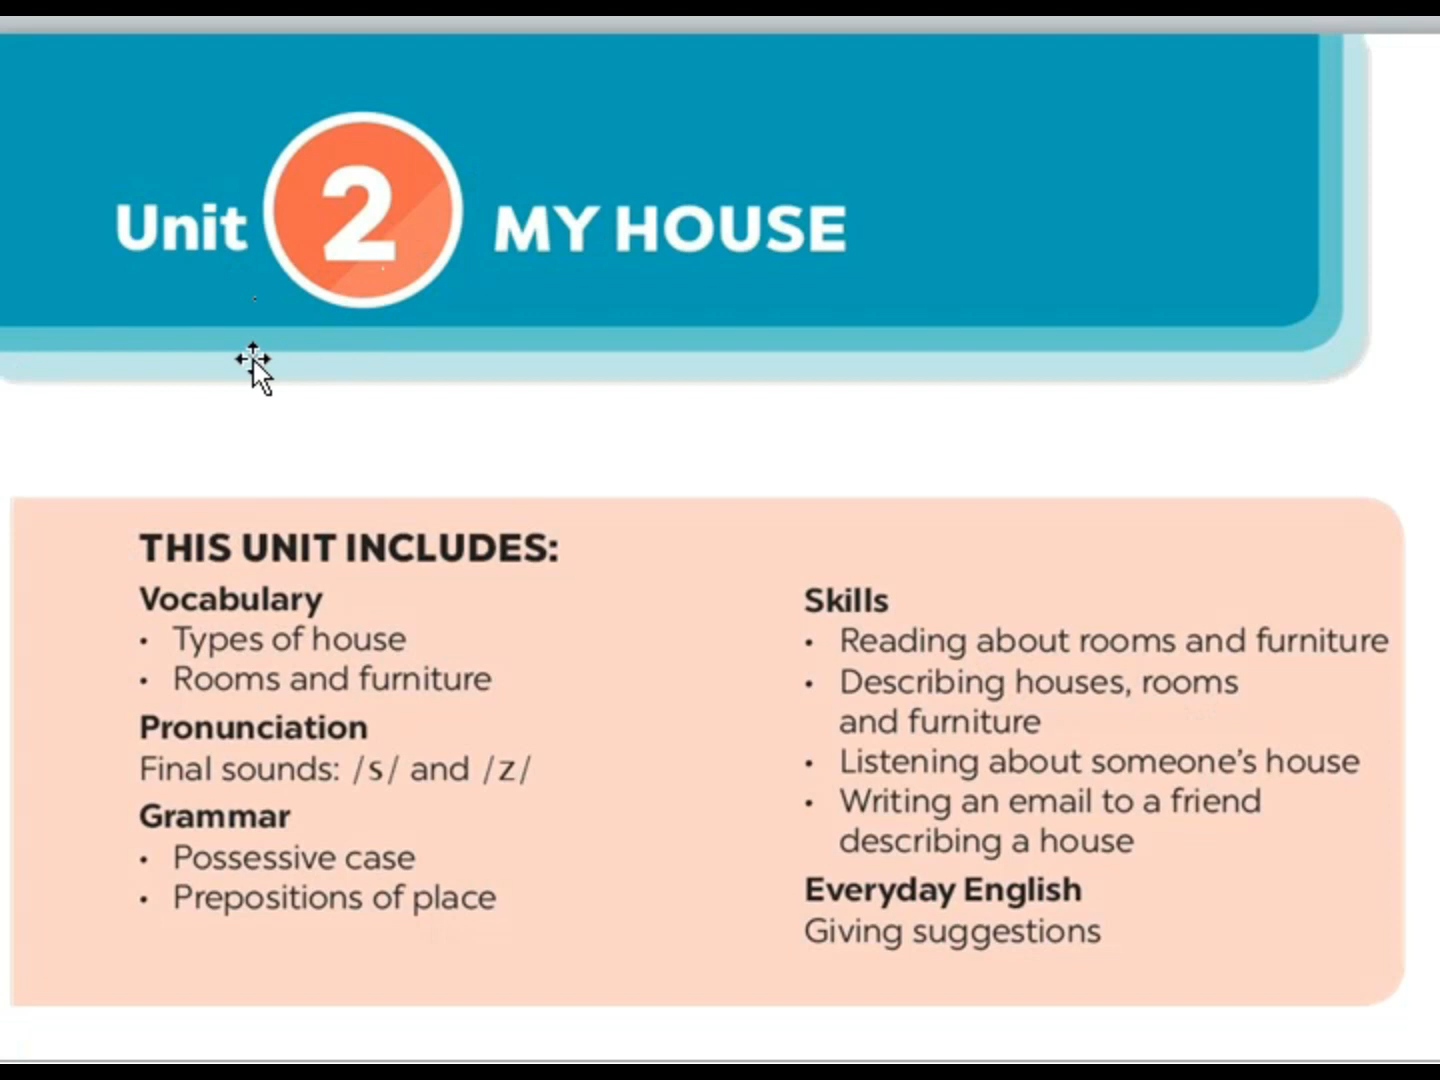 Unit 2 MY HOUSE
THIS UNIT INCLUDES:
Vocabulary
• Types of house
• Rooms and furniture
Pronunciation
Final sounds: /s/ and /z/
Grammar
• Possessive case
• Prepositions of place
Skills
• Reading about rooms and furniture
• Describing houses, rooms
and furniture
• Listening about someone's house
• Writing an email to a friend
describing a house
Everyday English
Giving suggestions